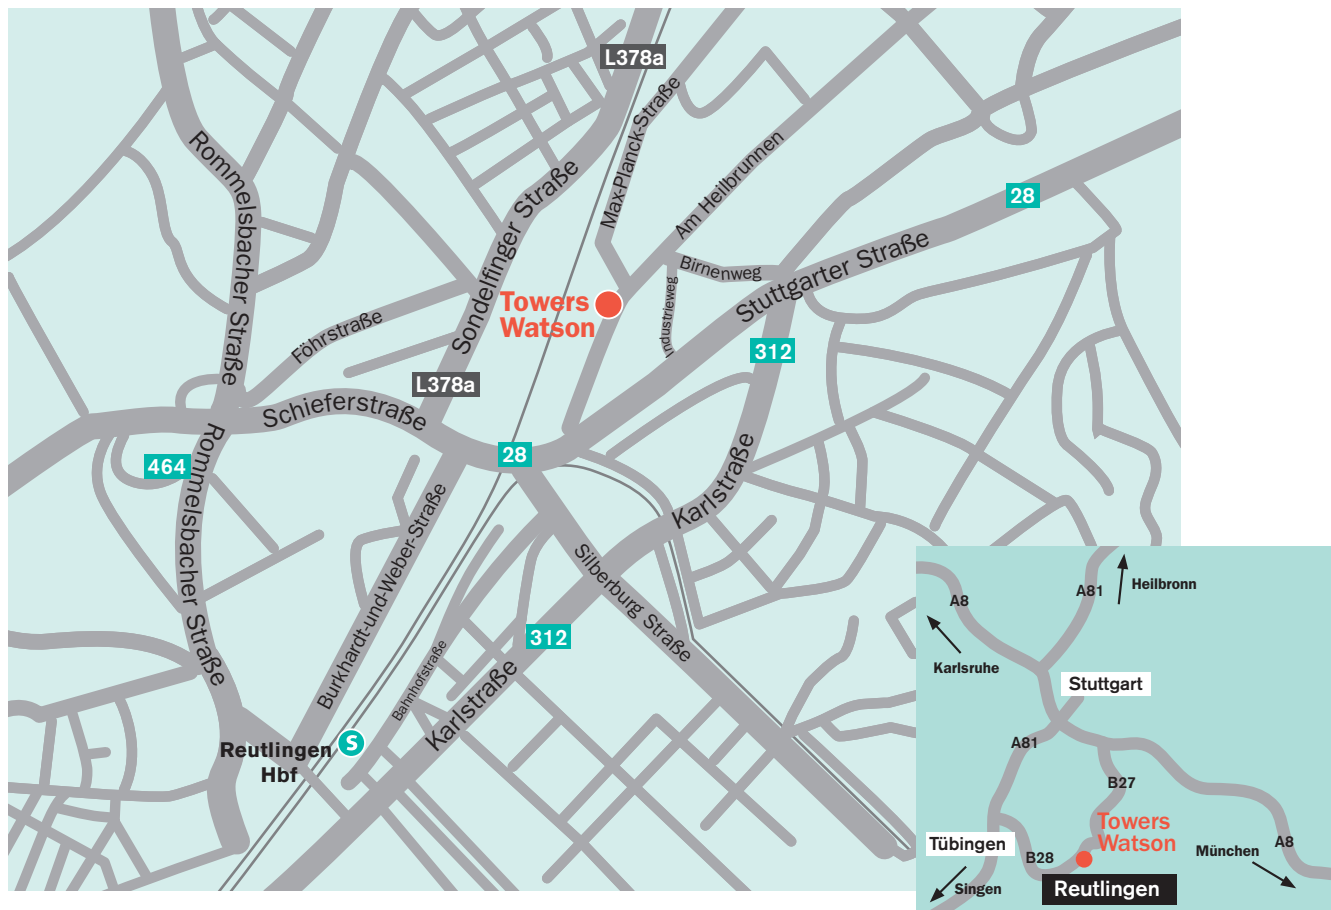 L378a
Rommelsbacher Straße
Sondelfinger Straße
Max-Planck-Straße
Am Heilbrunnen
28
Birnenweg
Stuttgarter Straße
Industrieweg
Towers
Watson
Föhrstraße
312
L378a
Schieferstraße
464
28
Rommelsbacher Straße
Karlstraße
Burkhardt-und-Weber-Straße
Silberburg Straße
312
Bahnhofstraße
Karlstraße
Reutlingen
Hbf
S
A8
A81
Heilbronn
Karlsruhe
Stuttgart
A81
B27
Towers
Watson
Tübingen
B28
München
A8
Singen
Reutlingen